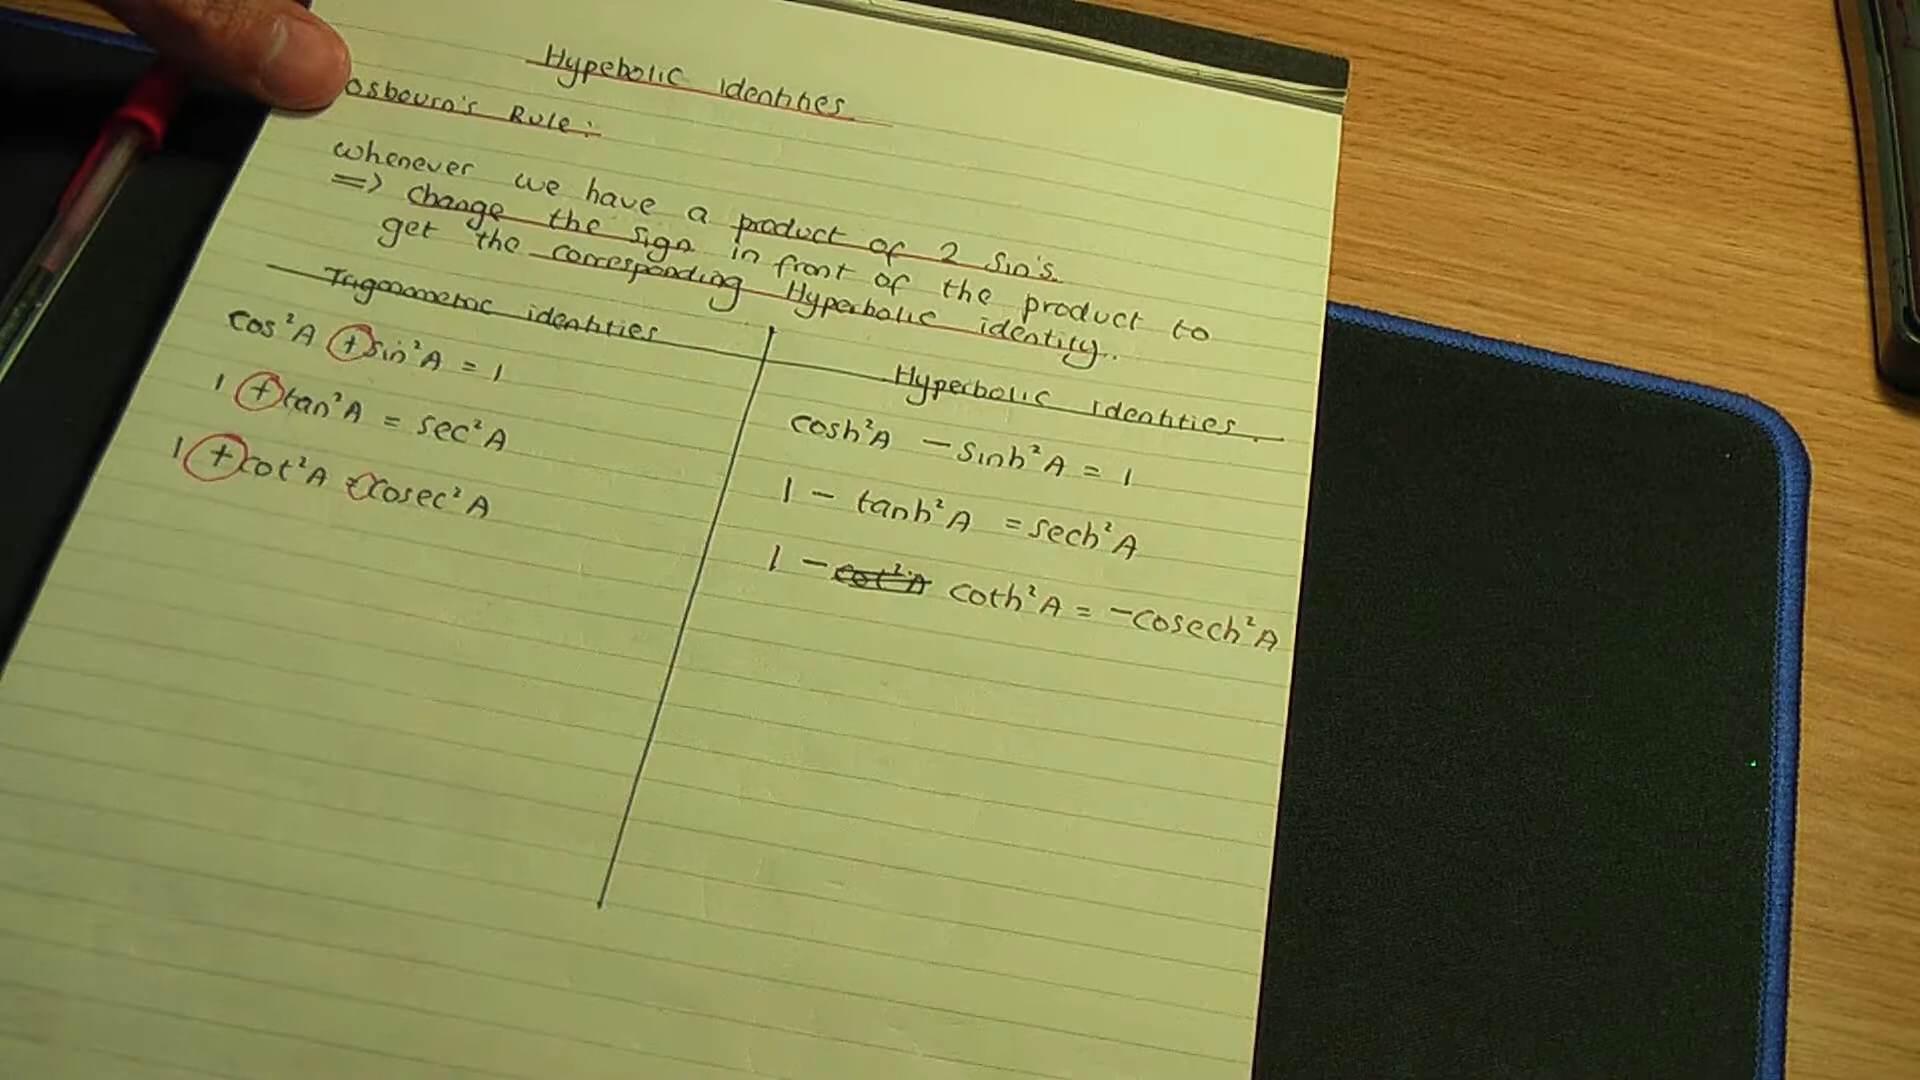 Hypebolic identities
osbourn's Rule:
whenever we have a product of 2 sin's.
=> change the sign in front of the product to
get the corresponding Hyperbolic identity.
Trigonometric identities
cos²A + sin²A = 1
1 + tan²A = sec²A
1 + cot²A = cosec²A
Hyperbolic identities.
cosh²A - sinh²A = 1
1 - tanh²A = sech²A
1 - cot²A coth²A = -cosech²A